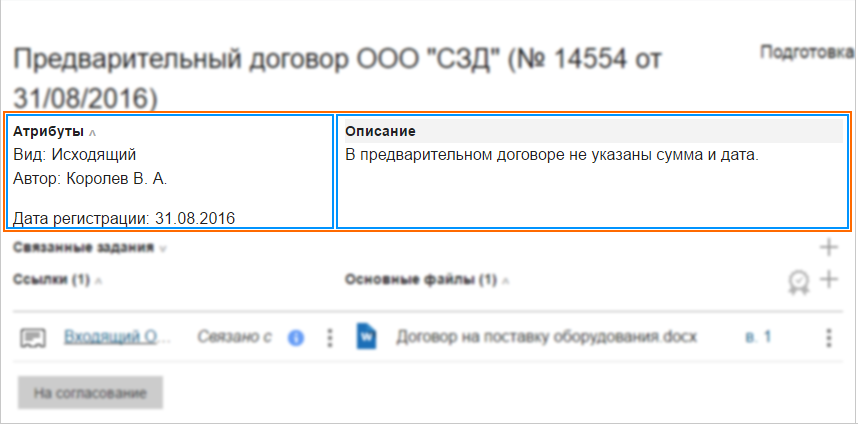 Предварительный договор ООО "СЗД" (№ 14554 от
31/08/2016)
Подготовка
Атрибуты
Вид: Исходящий
Автор: Королев В. А.
Дата регистрации: 31.08.2016
Описание
В предварительном договоре не указаны сумма и дата.
Связанные задания
Ссылки (1)
Основные файлы (1)
Входящий О...
Связано с
Договор на поставку оборудования.docx
в. 1
На согласование